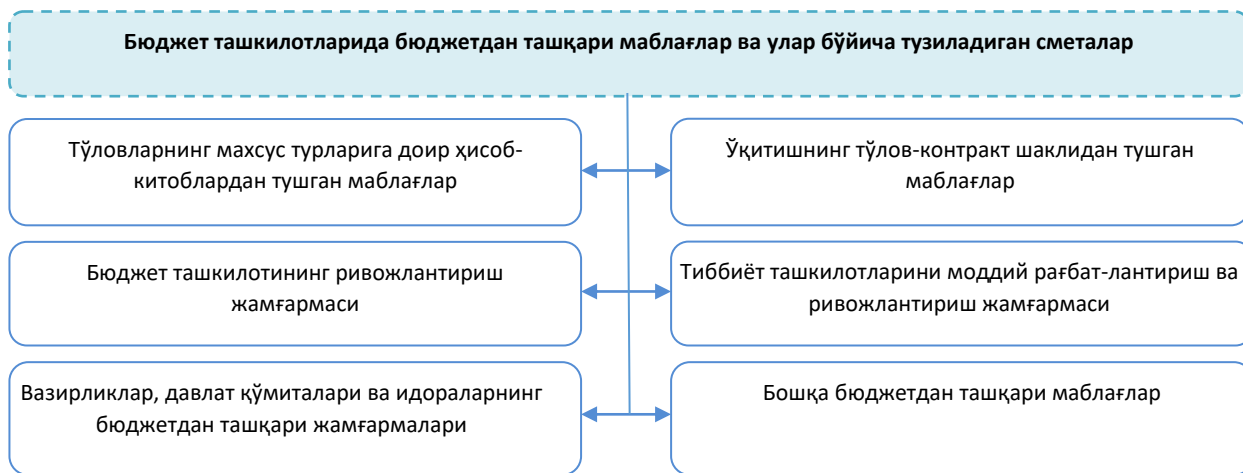 Бюджет ташкилотларида бюджетдан ташқари маблағлар ва улар бўйича тузиладиган сметалар
Тўловларнинг махсус турларига доир ҳисоб-
китоблардан тушган маблағлар
Ўқитишнинг тўлов-контракт шаклидан тушган
маблағлар
Бюджет ташкилотининг ривожлантириш
жамғармаси
Тиббиёт ташкилотларини моддий рағбат-лантириш ва
ривожлантириш жамғармаси
Вазирликлар, давлат қўмиталари ва идораларнинг
бюджетдан ташқари жамғармалари
Бошқа бюджетдан ташқари маблағлар